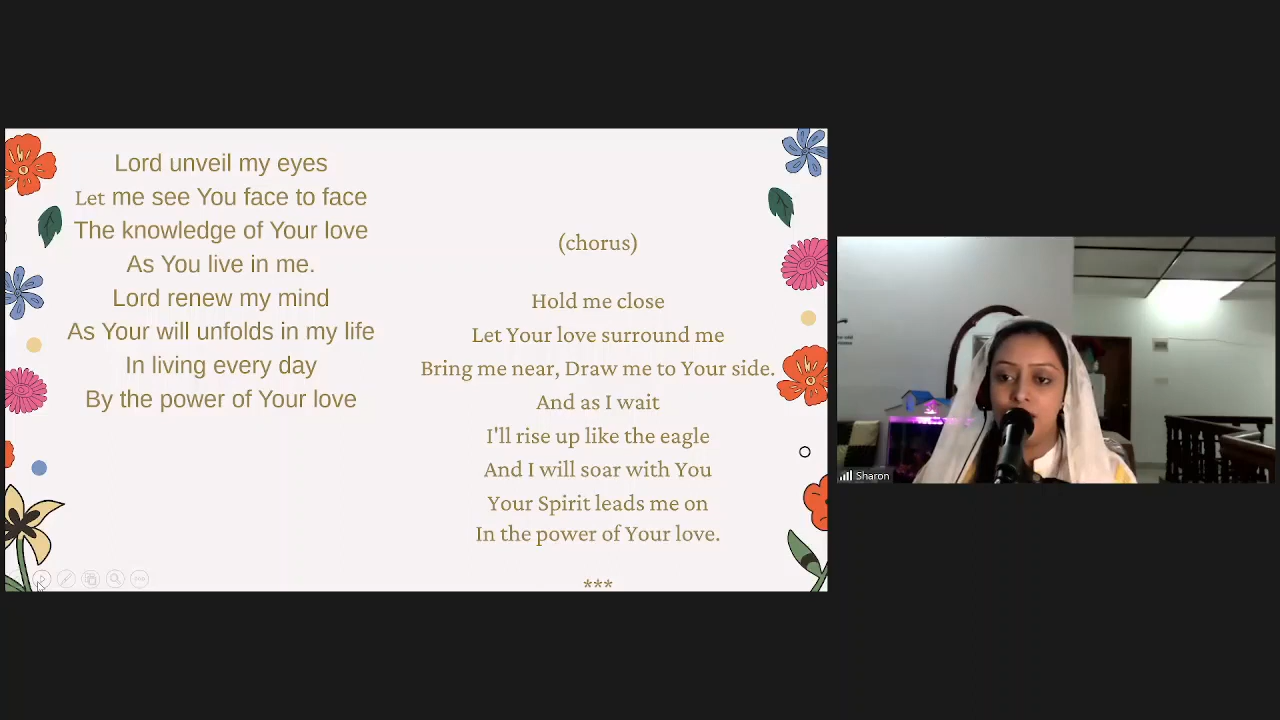 Lord unveil my eyes
Let me see You face to face
The knowledge of Your love
As You live in me.
Lord renew my mind
As Your will unfolds in my life
In living every day
By the power of Your love
(chorus)
Hold me close
Let Your love surround me
Bring me near, Draw me to Your side.
And as I wait
I'll rise up like the eagle
And I will soar with You
Your Spirit leads me on
In the power of Your love.
***
Sharon